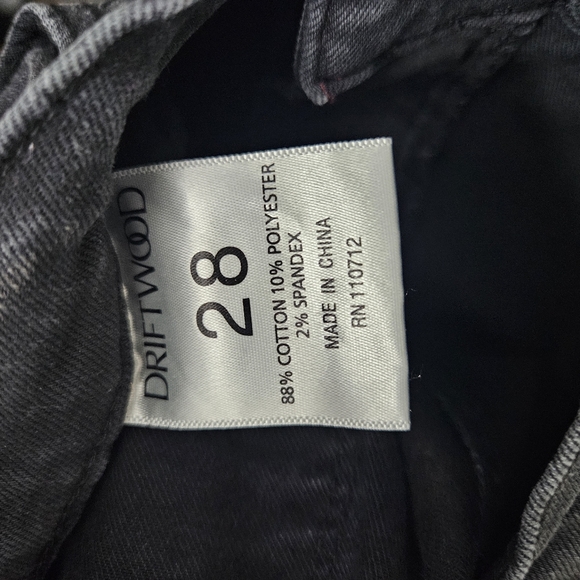 DRIFTWOOD
28
88% COTTON 10% POLYESTER
2% SPANDEX
MADE IN CHINA
RN 110712